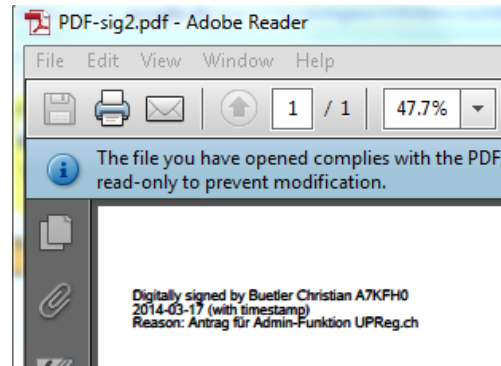 PDF-sig2.pdf - Adobe Reader
File Edit View Window Help
1 / 1 47.7%
The file you have opened complies with the PDF
read-only to prevent modification.
Digitally signed by Buetler Christian A7KFH0
2014-03-17 (with timestamp)
Reason: Antrag für Admin-Funktion UPReg.ch